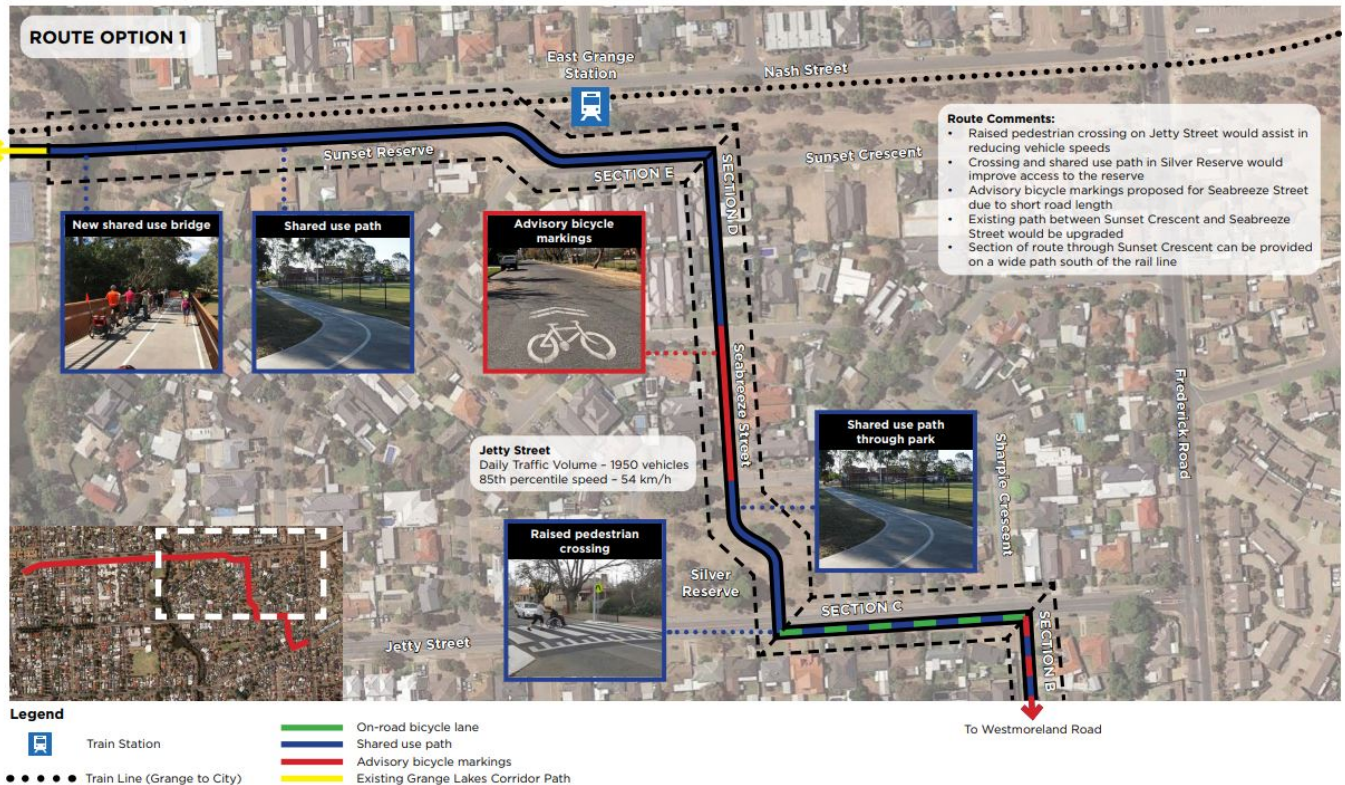 ROUTE OPTION 1
East Grange
Station
Nash Street
Route Comments:
• Raised pedestrian crossing on Jetty Street would assist in
reducing vehicle speeds
• Crossing and shared use path in Silver Reserve would
improve access to the reserve
• Advisory bicycle markings proposed for Seabreeze Street
due to short road length
• Existing path between Sunset Crescent and Seabreeze
Street would be upgraded
• Section of route through Sunset Crescent can be provided
on a wide path south of the rail line
Sunset Reserve
SECTION E
SECTION D
Sunset Crescent
New shared use bridge
Shared use path
Advisory bicycle
markings
Seabreeze Street
Frederick Road
Shared use path
through park
Sharpie Crescent
Jetty Street
Daily Traffic Volume – 1950 vehicles
85th percentile speed – 54 km/h
Raised pedestrian
crossing
Silver
Reserve
SECTION C
SECTION B
Jetty Street
To Westmoreland Road
Legend
Train Station
Train Line (Grange to City)
On-road bicycle lane
Shared use path
Advisory bicycle markings
Existing Grange Lakes Corridor Path